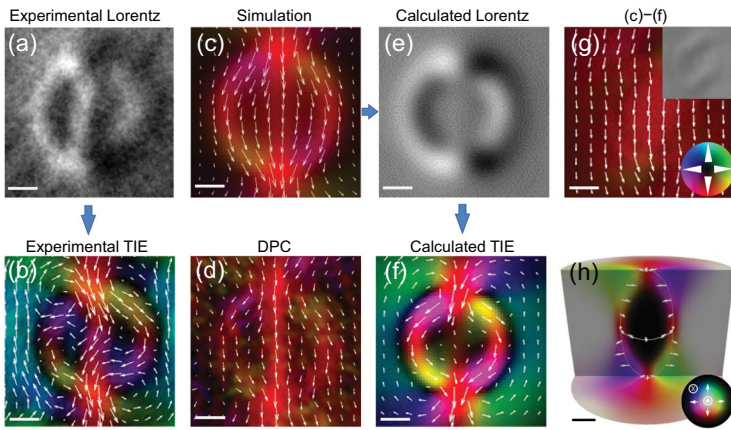 Experimental Lorentz
Simulation
Calculated Lorentz
(c)−(f)
(a)
(c)
(e)
(g)
Experimental TIE
DPC
Calculated TIE
(b)
(d)
(f)
(h)